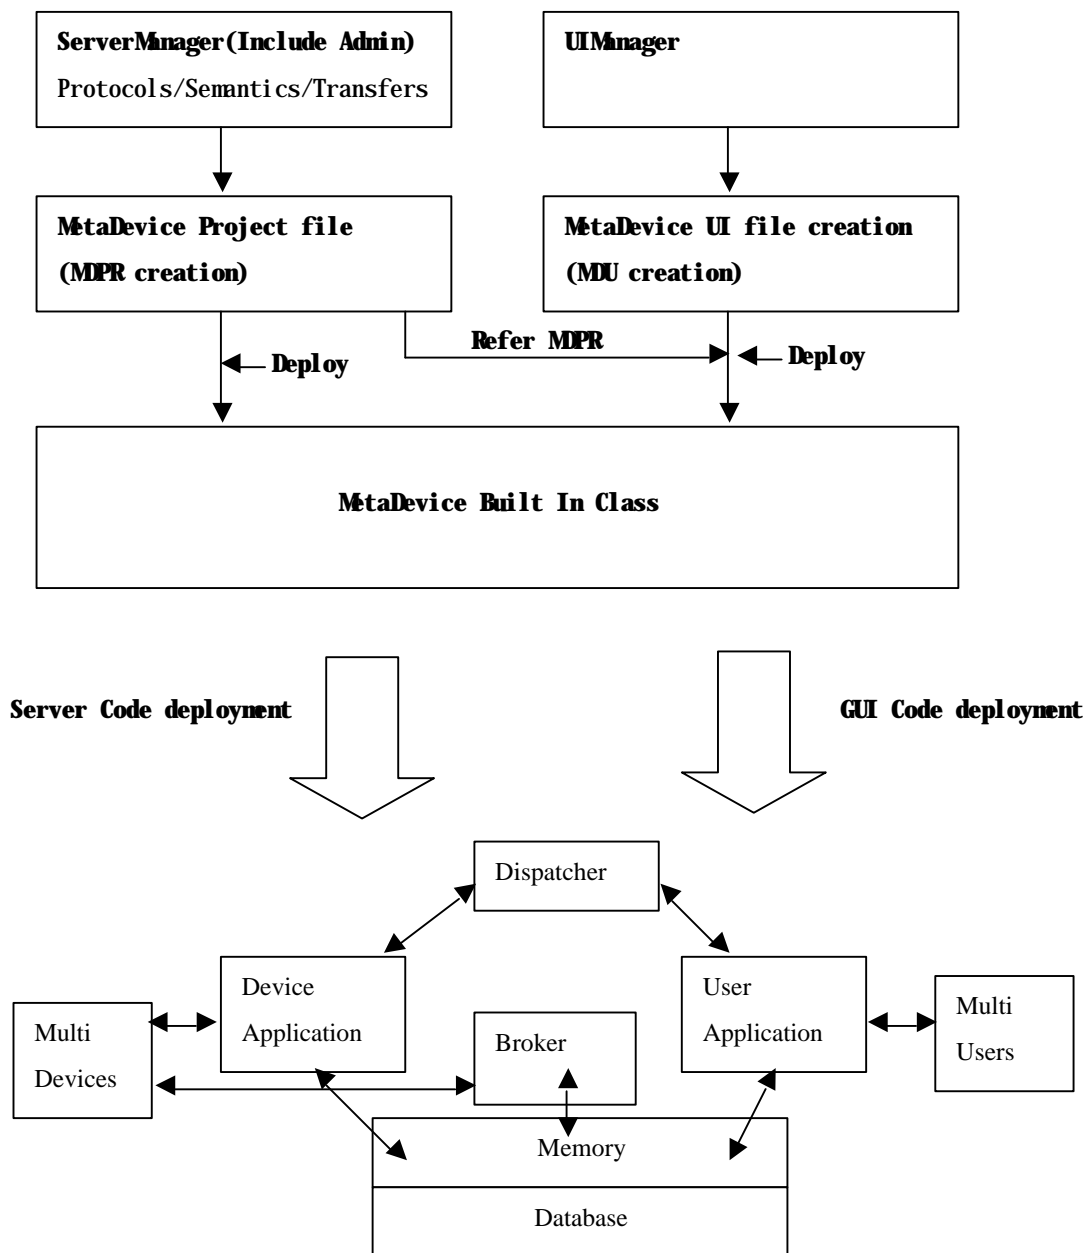 ServerManager(Include Admin)
Protocols/Semantics/Transfers
UIManager
MetaDevice Project file
(MDPR creation)
MetaDevice UI file creation
(MDU creation)
Refer MDPR
Deploy
Deploy
MetaDevice Built In Class
Server Code deployment
GUI Code deployment
Dispatcher
Device
Application
User
Application
Multi
Devices
Broker
Multi
Users
Memory
Database